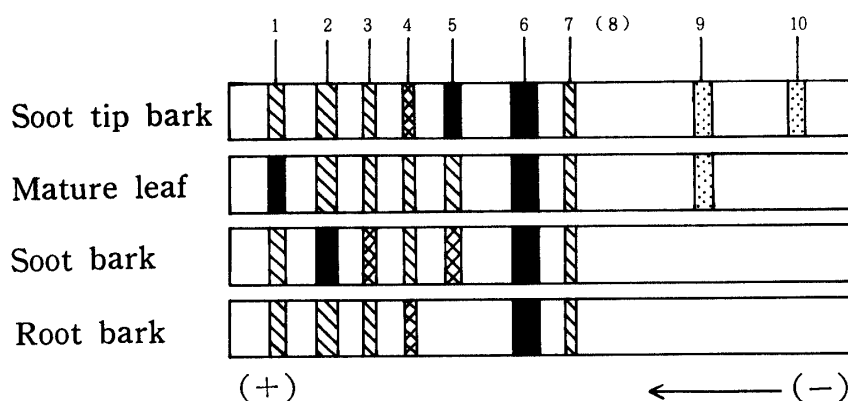 1 2 3 4 5 6 7 (8) 9 10
Soot tip bark
Mature leaf
Soot bark
Root bark
(+) (−)